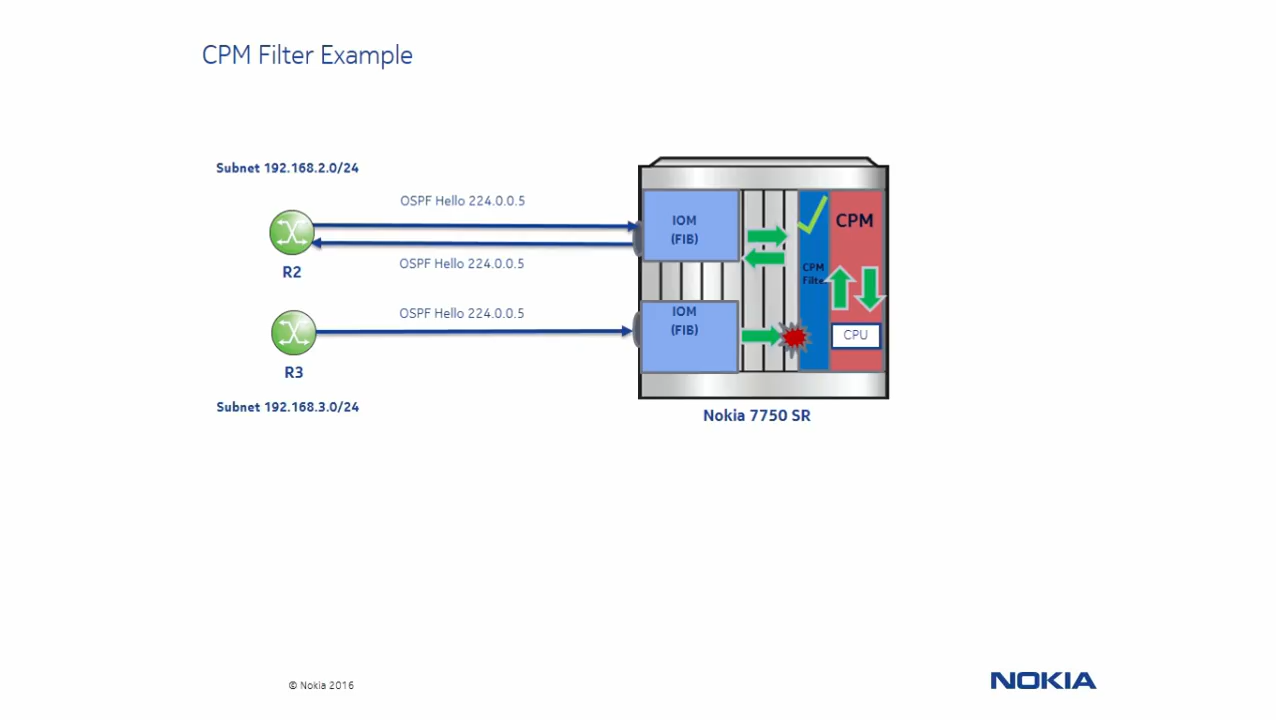 CPM Filter Example
Subnet 192.168.2.0/24
OSPF Hello 224.0.0.5
R2
OSPF Hello 224.0.0.5
OSPF Hello 224.0.0.5
R3
Subnet 192.168.3.0/24
IOM
(FIB)
IOM
(FIB)
CPM
Filter
CPM
CPU
Nokia 7750 SR
© Nokia 2016
NOKIA